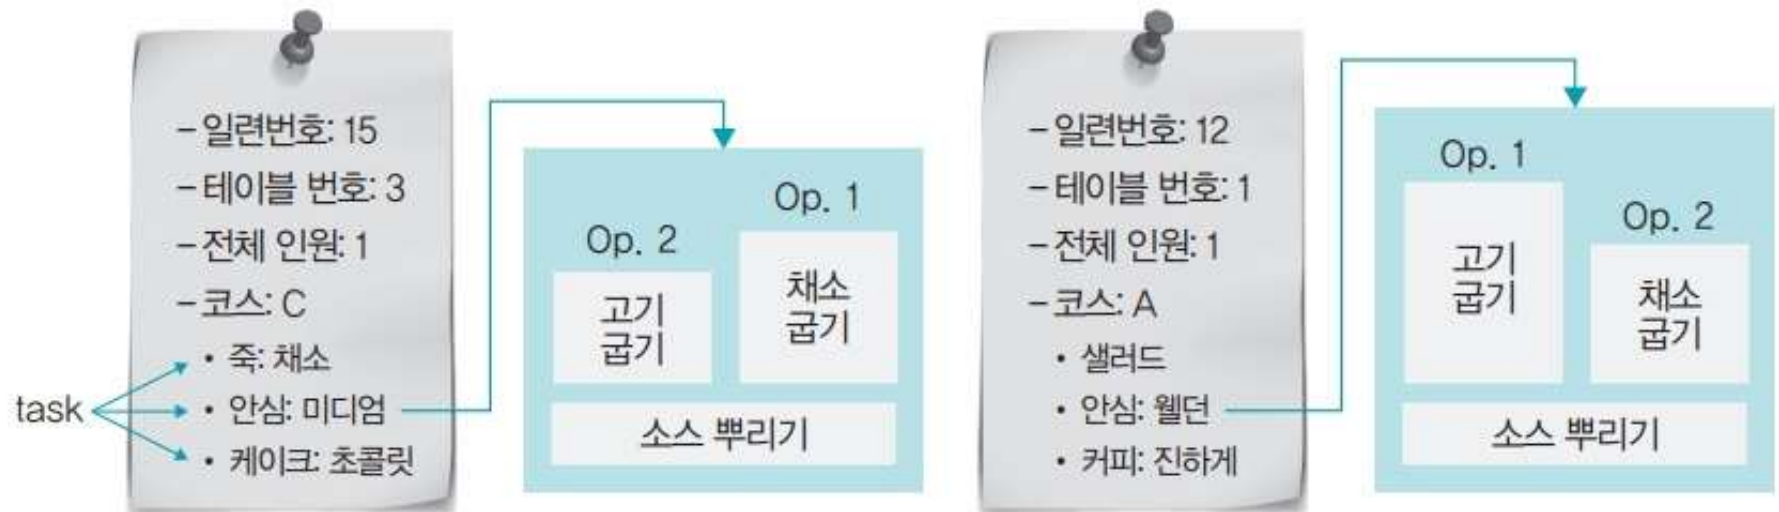 – 일련번호: 15
– 테이블 번호: 3
– 전체 인원: 1
– 코스: C
• 죽: 채소
• 안심: 미디엄
• 케이크: 초콜릿
task
Op. 2
고기
굽기
Op. 1
채소
굽기
소스 뿌리기
– 일련번호: 12
– 테이블 번호: 1
– 전체 인원: 1
– 코스: A
• 샐러드
• 안심: 웰던
• 커피: 진하게
Op. 1
고기
굽기
Op. 2
채소
굽기
소스 뿌리기